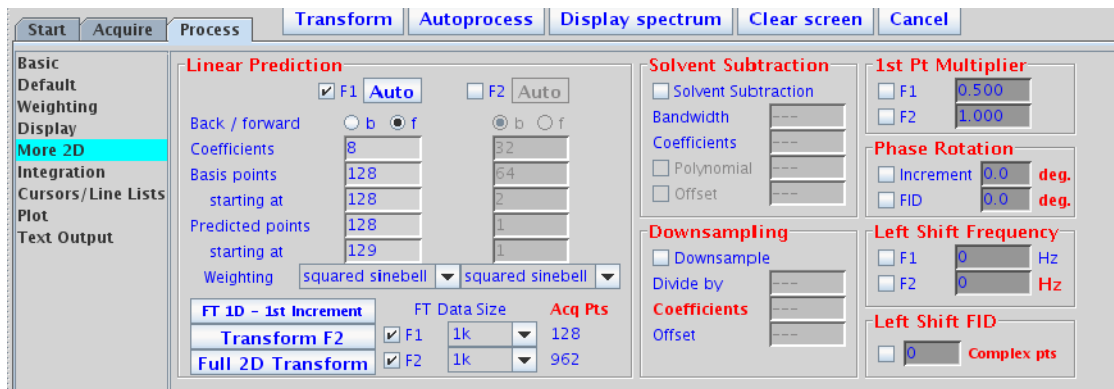 Transform Autoprocess Display spectrum Clear screen Cancel
Start Acquire Process
Basic
Default
Weighting
Display
More 2D
Integration
Cursors/Line Lists
Plot
Text Output
Linear Prediction
F1 Auto F2 Auto
Back / forward b f b f
Coefficients 8 32
Basis points 128 64
starting at 128 2
Predicted points 128 1
starting at 129 1
Weighting squared sinebell squared sinebell
FT 1D - 1st Increment FT Data Size Acq Pts
Transform F2 F1 1k 128
Full 2D Transform F2 1k 962
Solvent Subtraction
Solvent Subtraction
Bandwidth ---
Coefficients ---
Polynomial ---
Offset ---
Downsampling
Downsample
Divide by ---
Coefficients ---
Offset ---
1st Pt Multiplier
F1 0.500
F2 1.000
Phase Rotation
Increment 0.0 deg.
FID 0.0 deg.
Left Shift Frequency
F1 0 Hz
F2 0 Hz
Left Shift FID
0 Complex pts